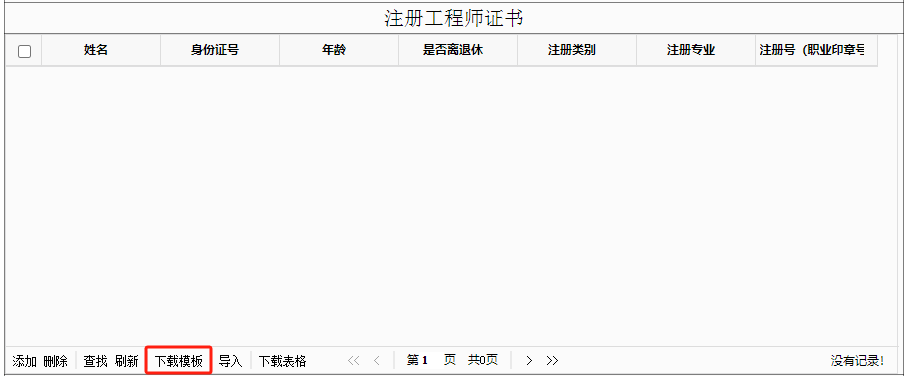 注册工程师证书
姓名 身份证号 年龄 是否离退休 注册类别 注册专业 注册号（职业印章号
添加 删除 查找 刷新 下载模板 导入 下载表格 第 1 页 共0页 没有记录!